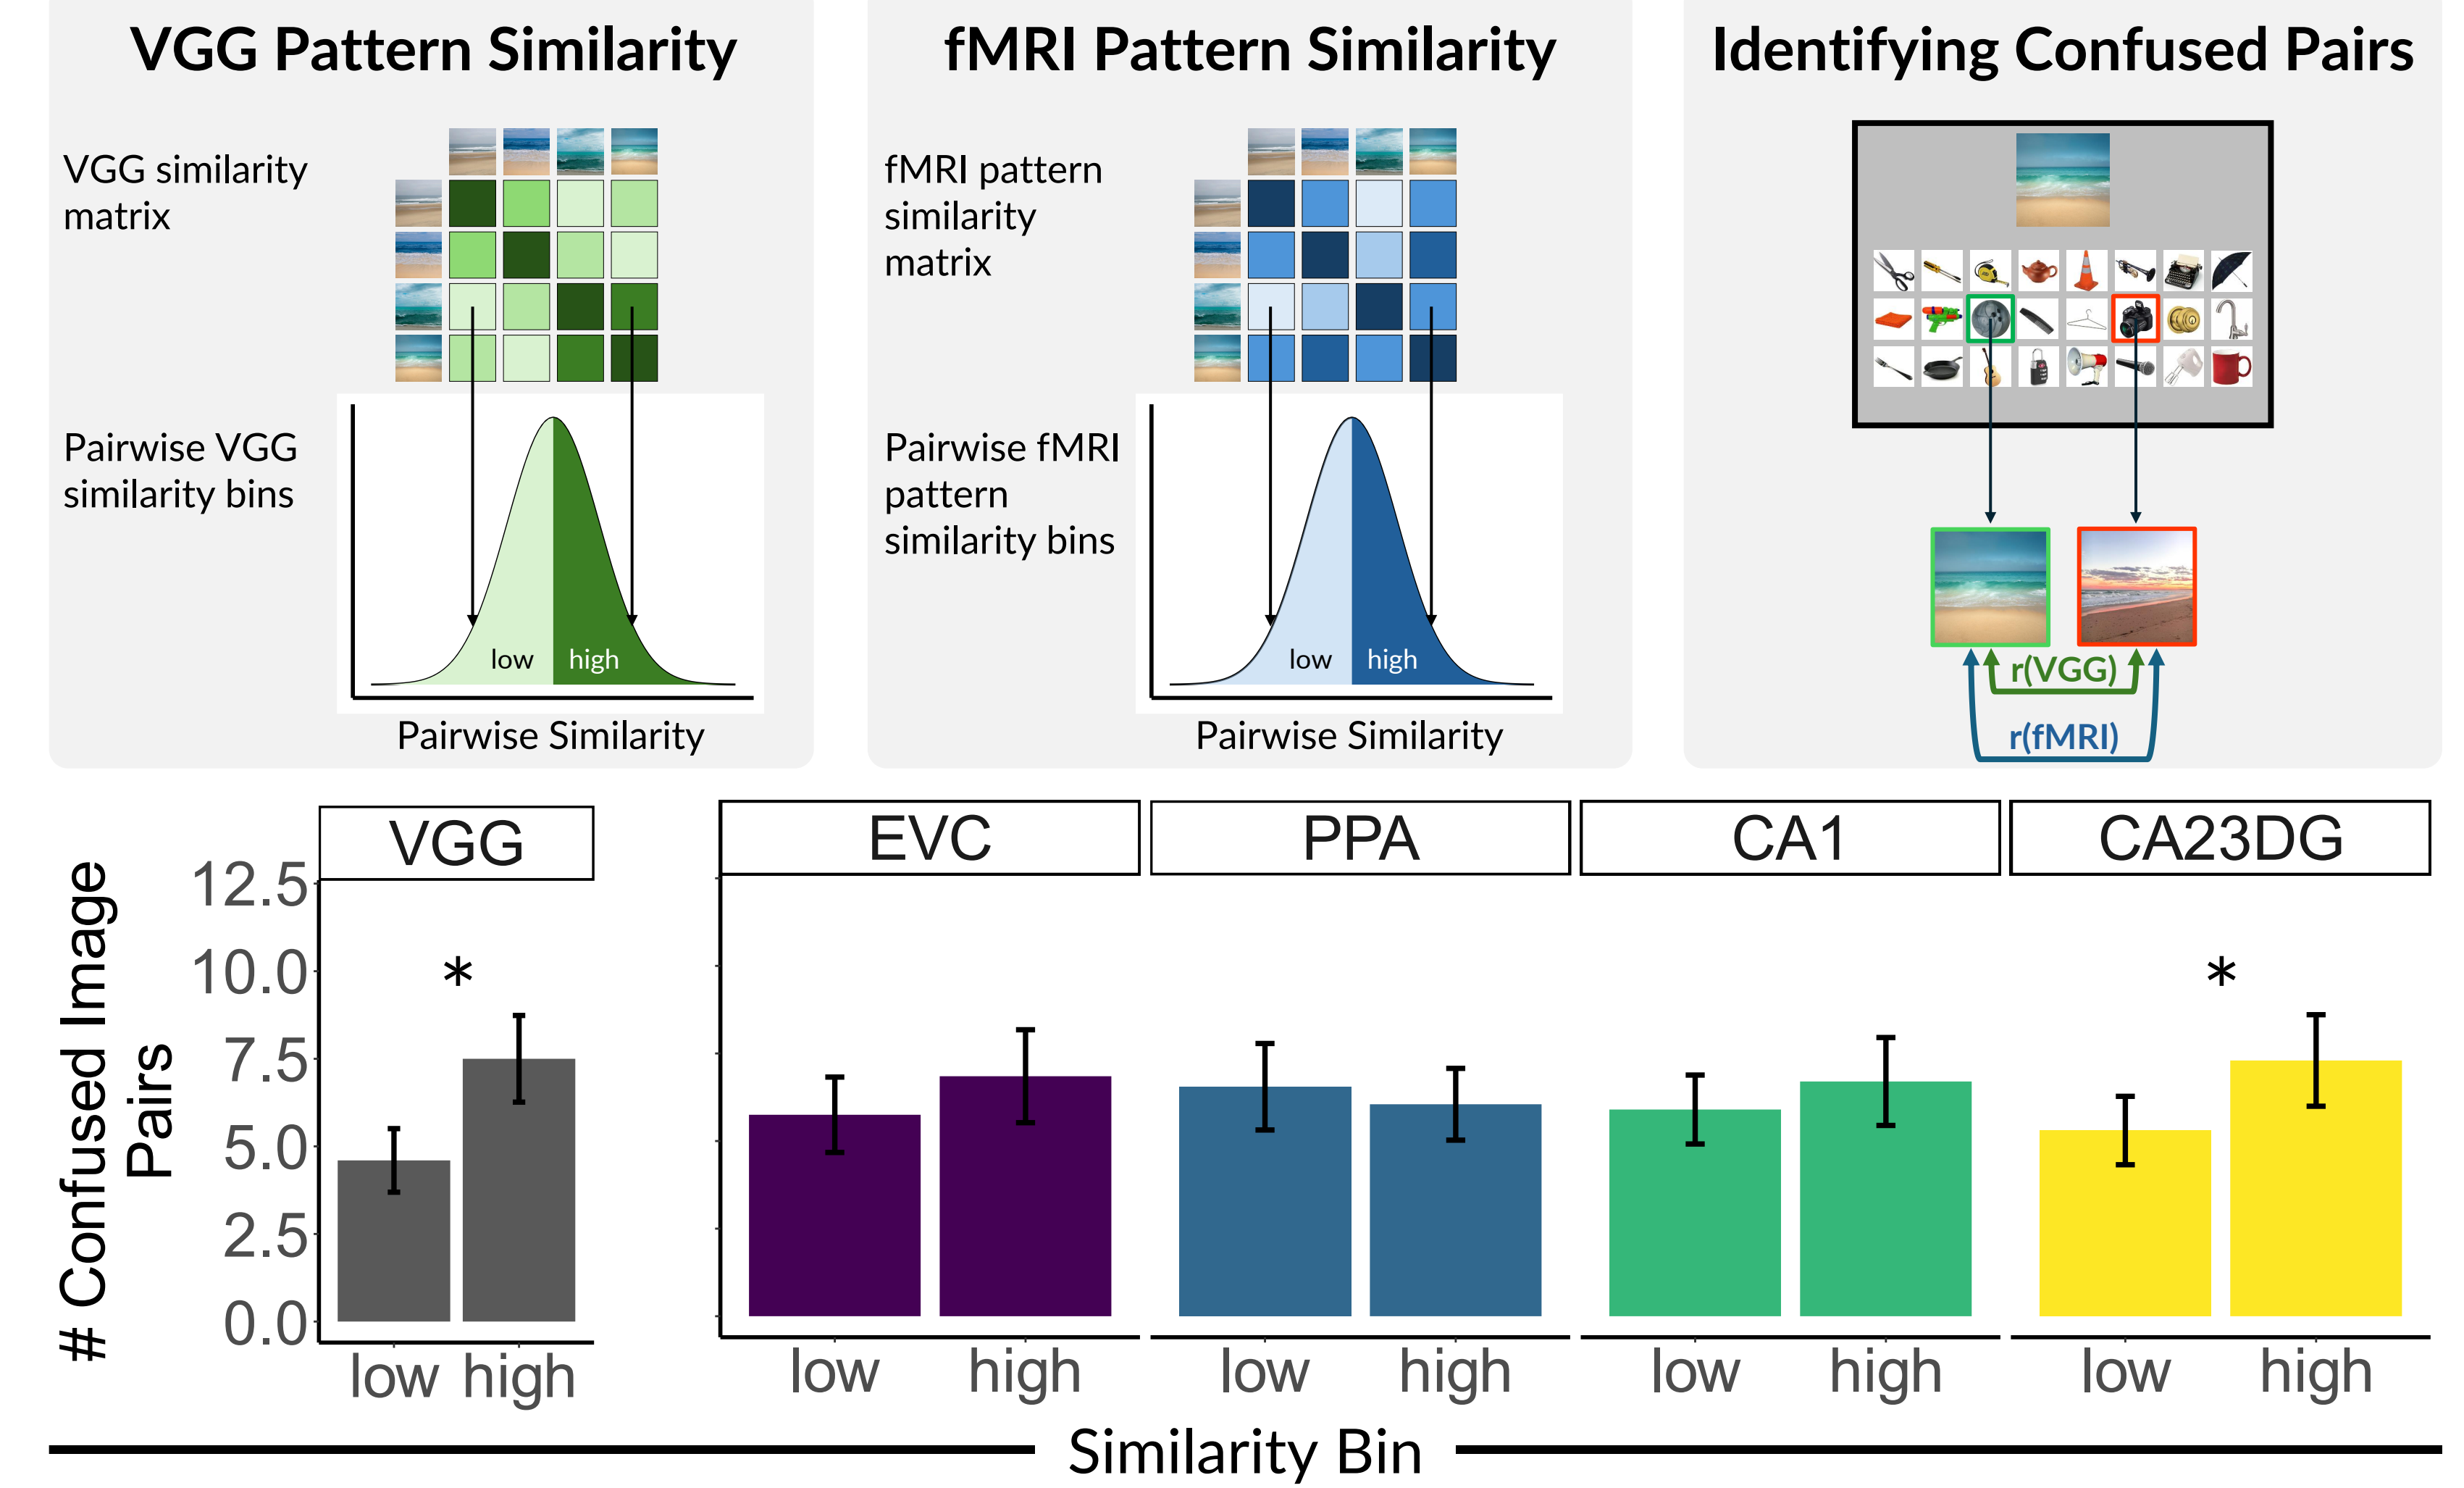 VGG Pattern Similarity
VGG similarity
matrix
Pairwise VGG
similarity bins
low
high
Pairwise Similarity
fMRI Pattern Similarity
fMRI pattern
similarity
matrix
Pairwise fMRI
pattern
similarity bins
low
high
Pairwise Similarity
Identifying Confused Pairs
r(VGG)
r(fMRI)
# Confused Image
Pairs
12.5
10.0
7.5
5.0
2.5
0.0
VGG
*
low high
EVC
low high
PPA
low high
CA1
low high
CA23DG
*
low high
Similarity Bin